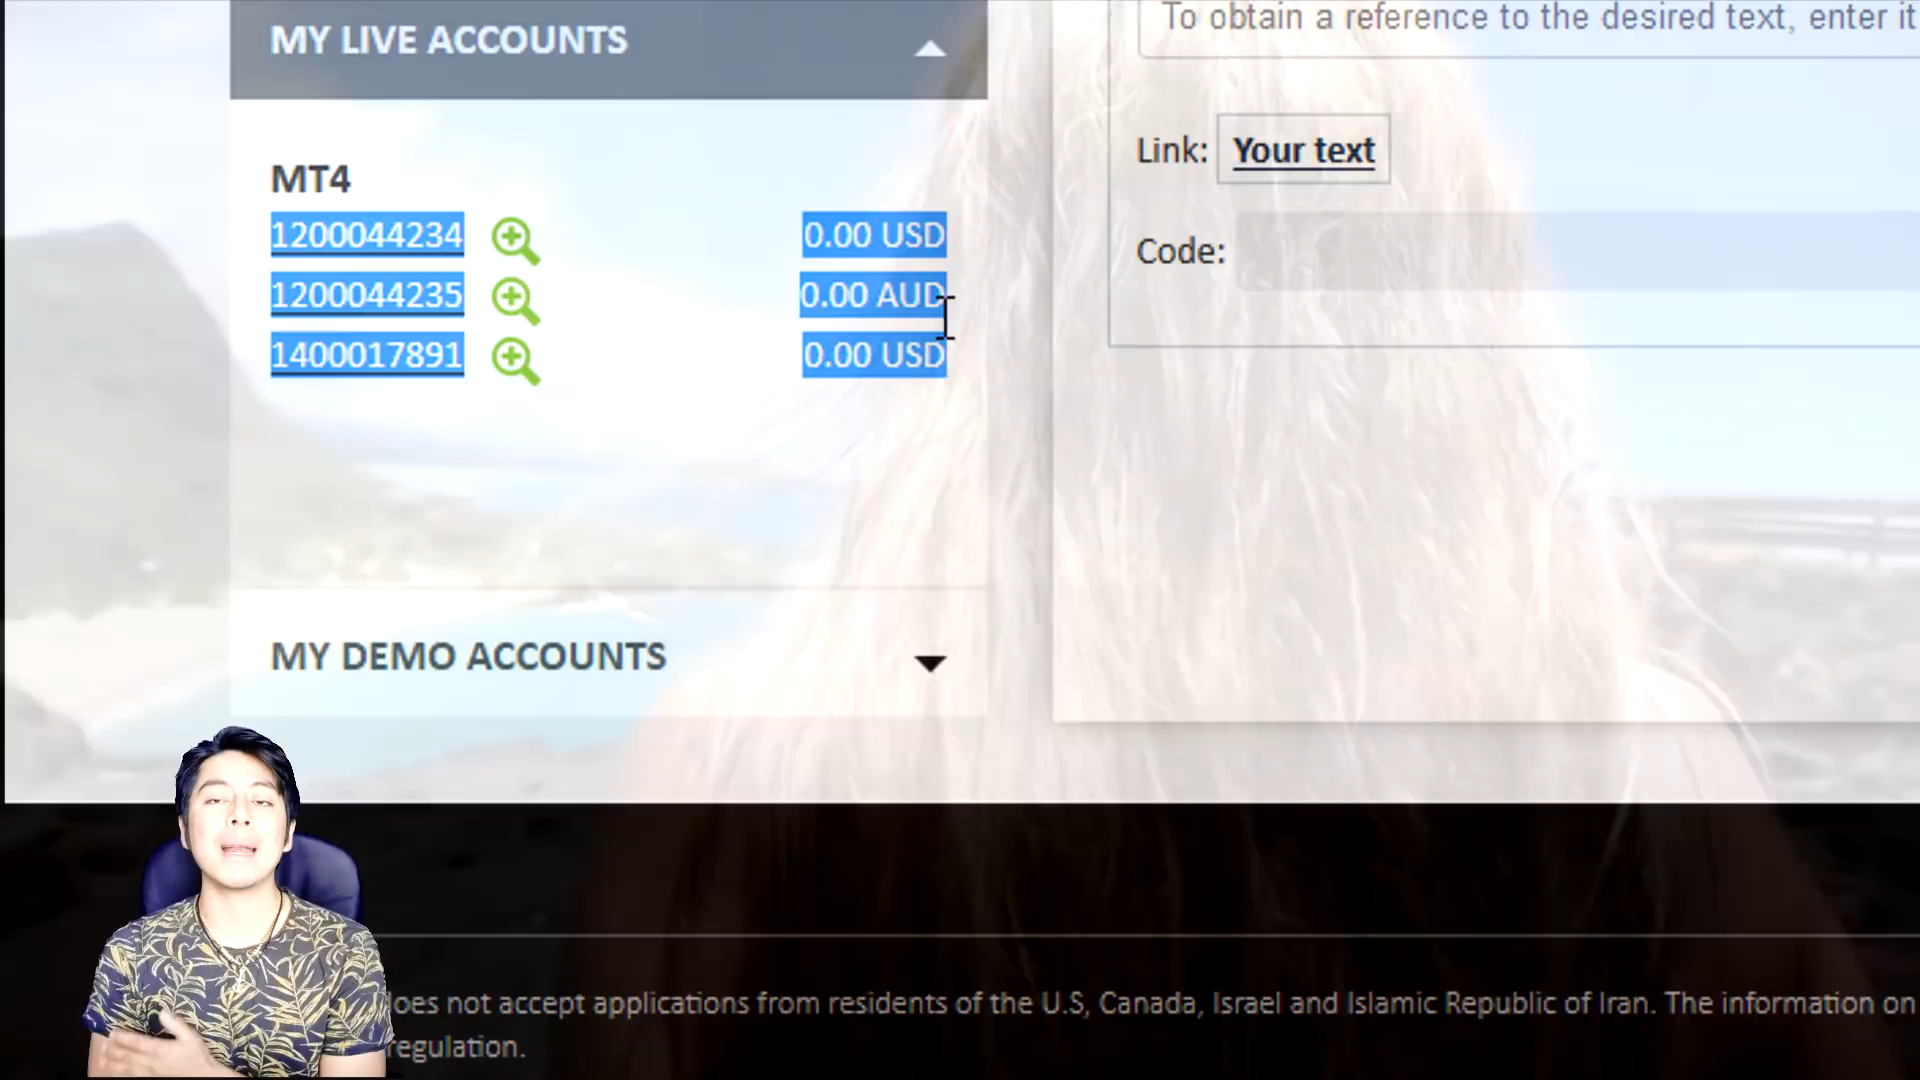 MY LIVE ACCOUNTS
MT4
1200044234 0.00 USD
1200044235 0.00 AUD
1400017891 0.00 USD
MY DEMO ACCOUNTS
To obtain a reference to the desired text, enter it
Link: Your text
Code:
does not accept applications from residents of the U.S, Canada, Israel and Islamic Republic of Iran. The information on
regulation.